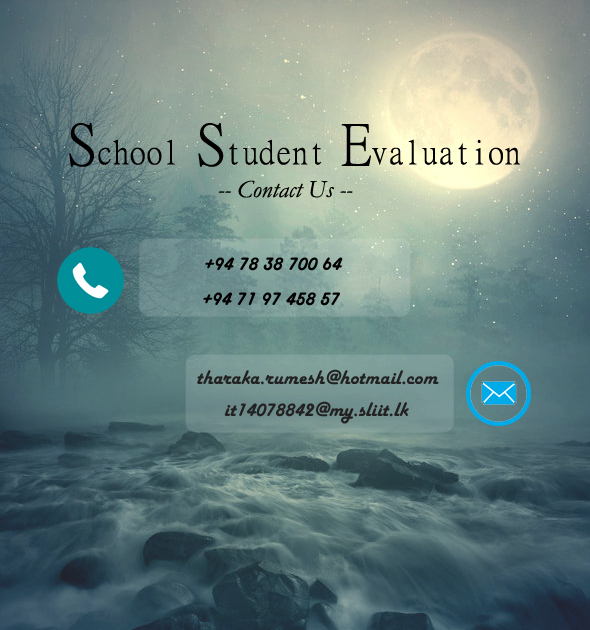 School Student Evaluation
-- Contact Us --
+94 78 38 700 64
+94 71 97 458 57
tharaka.rumesh@hotmail.com
it14078842@my.sliit.lk